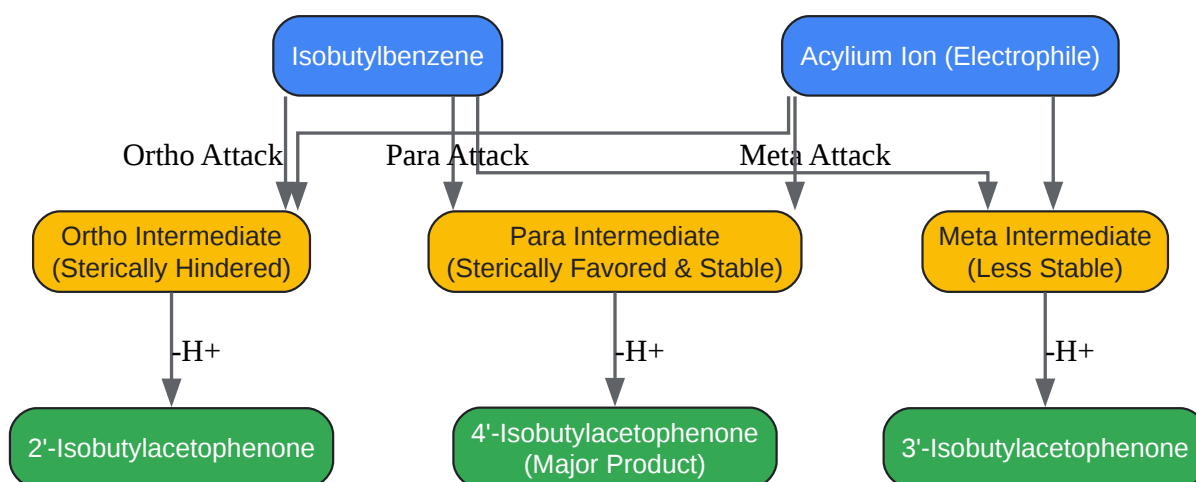 Isobutylbenzene
Acylium Ion (Electrophile)
Ortho Attack
Para Attack
Meta Attack
Ortho Intermediate
(Sterically Hindered)
Para Intermediate
(Sterically Favored & Stable)
Meta Intermediate
(Less Stable)
-H+
-H+
-H+
2'-Isobutylacetophenone
4'-Isobutylacetophenone
(Major Product)
3'-Isobutylacetophenone